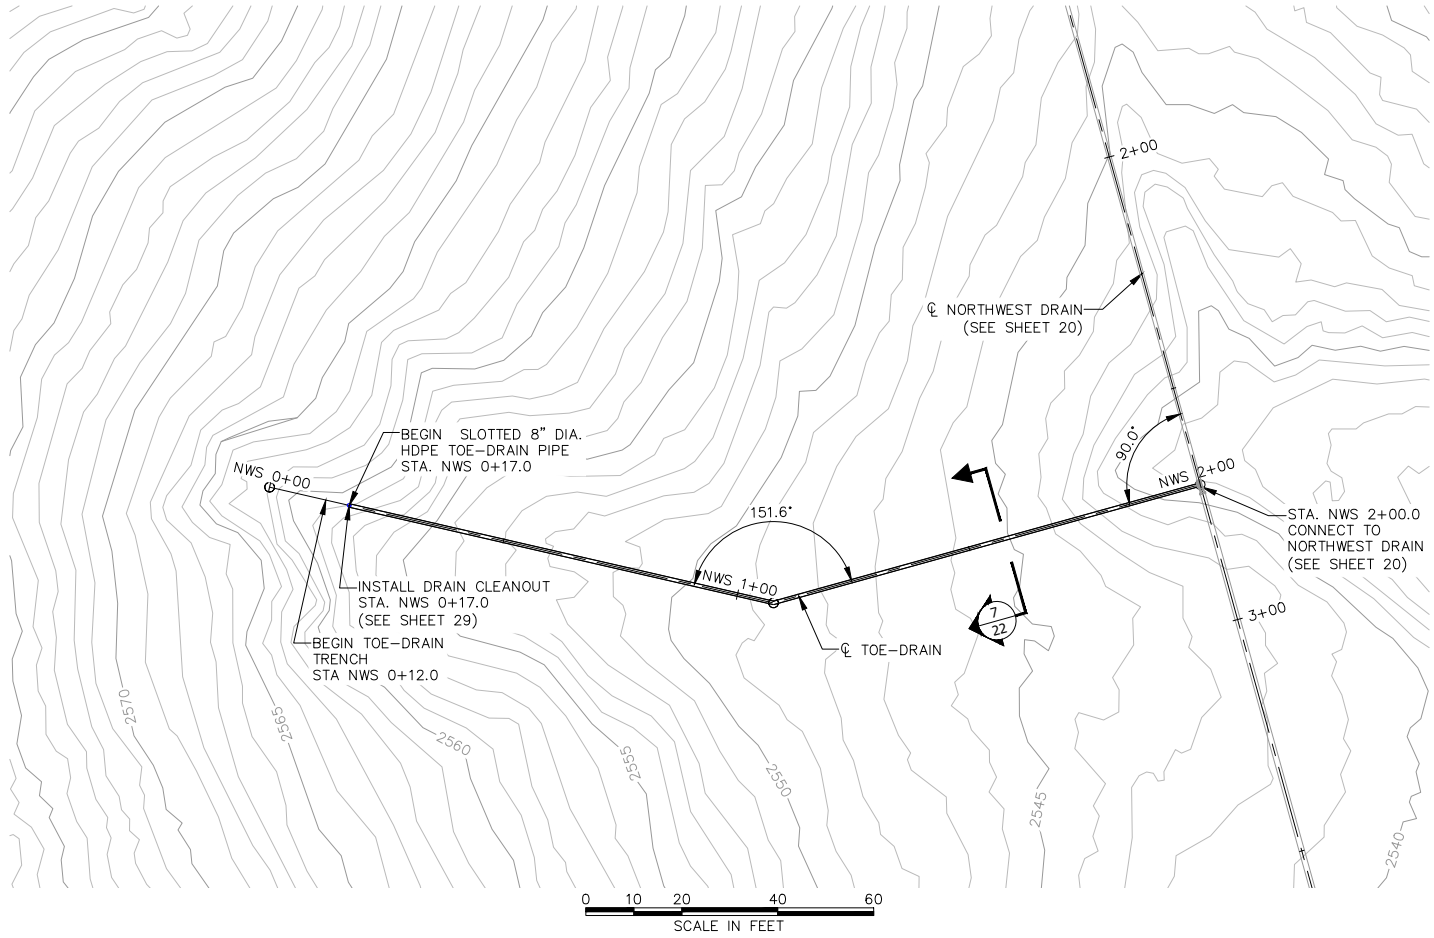 2+00
℄ NORTHWEST DRAIN
(SEE SHEET 20)
BEGIN SLOTTED 8" DIA.
HDPE TOE-DRAIN PIPE
STA. NWS 0+17.0
NWS 0+00
90.0°
NWS 2+00
151.6°
STA. NWS 2+00.0
CONNECT TO
NORTHWEST DRAIN
(SEE SHEET 20)
NWS 1+00
INSTALL DRAIN CLEANOUT
STA. NWS 0+17.0
(SEE SHEET 29)
3+00
7
22
BEGIN TOE-DRAIN
TRENCH
STA NWS 0+12.0
℄ TOE-DRAIN
2570
2565
2560
2555
2550
2545
2540
0 10 20 40 60
SCALE IN FEET